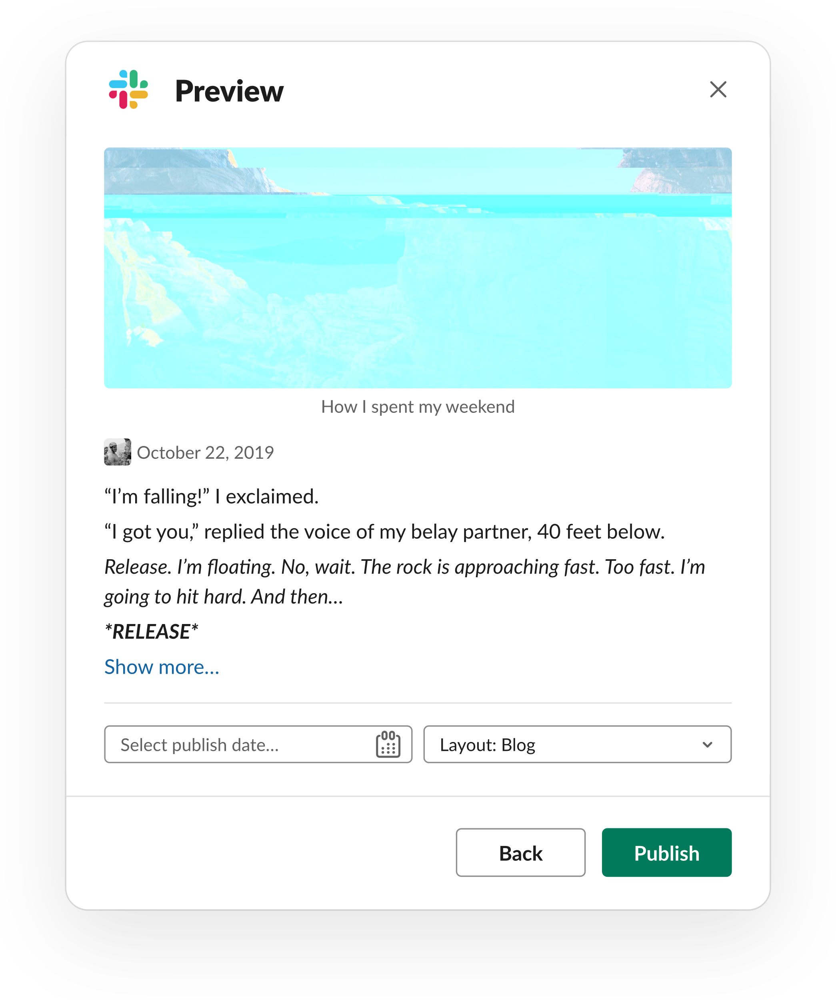 Preview
How I spent my weekend
October 22, 2019
“I’m falling!” I exclaimed.
“I got you,” replied the voice of my belay partner, 40 feet below.
Release. I’m floating. No, wait. The rock is approaching fast. Too fast. I’m
going to hit hard. And then...
*RELEASE*
Show more...
Select publish date...
Layout: Blog
Back
Publish